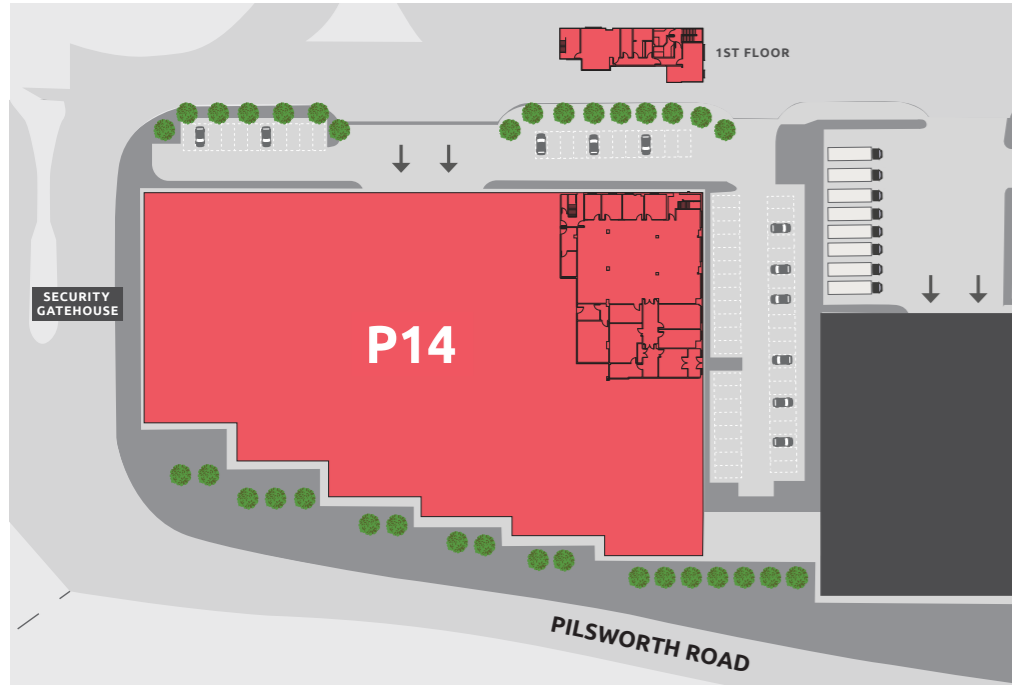 1ST FLOOR
SECURITY
GATEHOUSE
P14
PILSWORTH ROAD